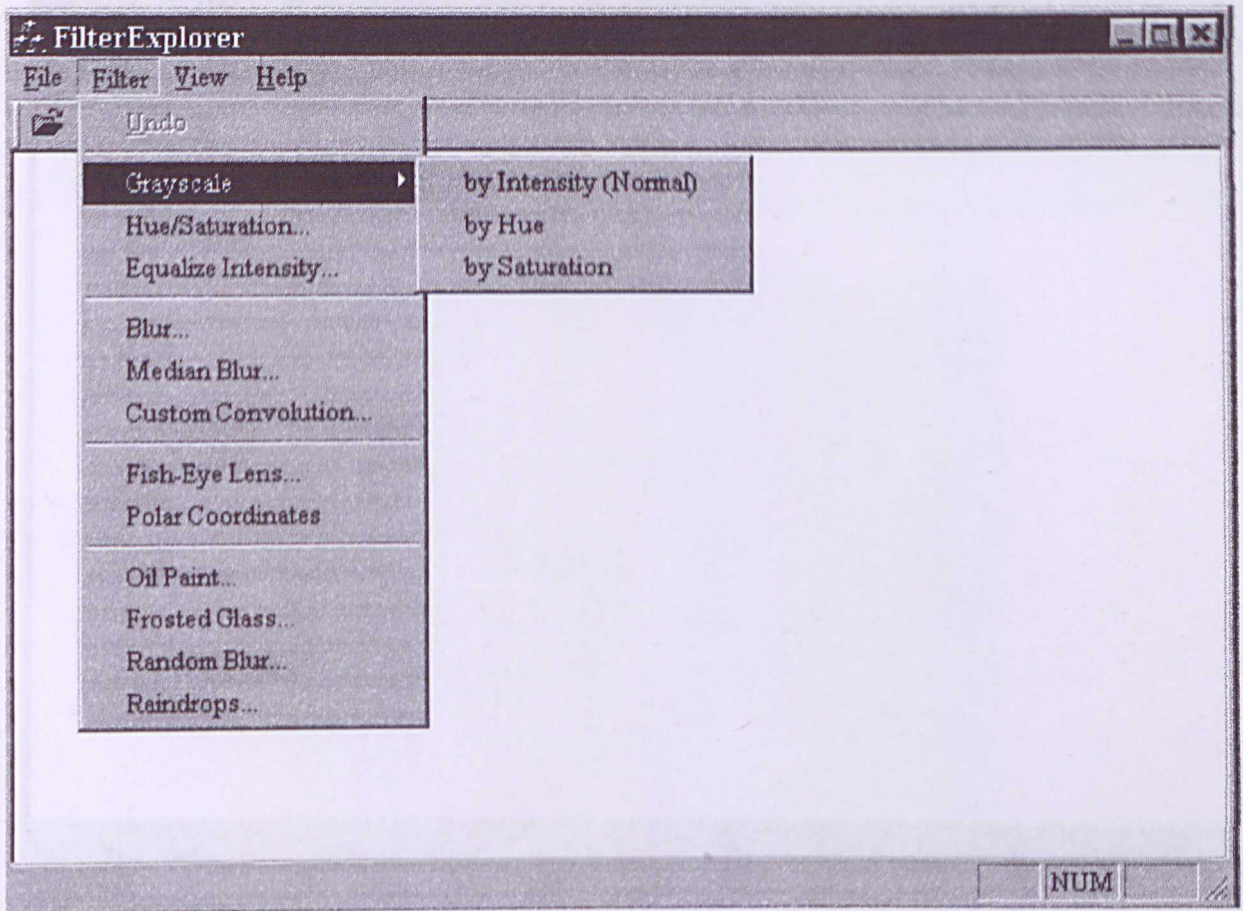 FilterExplorer
File Filter View Help
Undo
Grayscale
by Intensity (Normal)
by Hue
by Saturation
Hue/Saturation...
Equalize Intensity...
Blur...
Median Blur...
Custom Convolution...
Fish-Eye Lens...
Polar Coordinates
Oil Paint...
Frosted Glass...
Random Blur...
Raindrops...
NUM